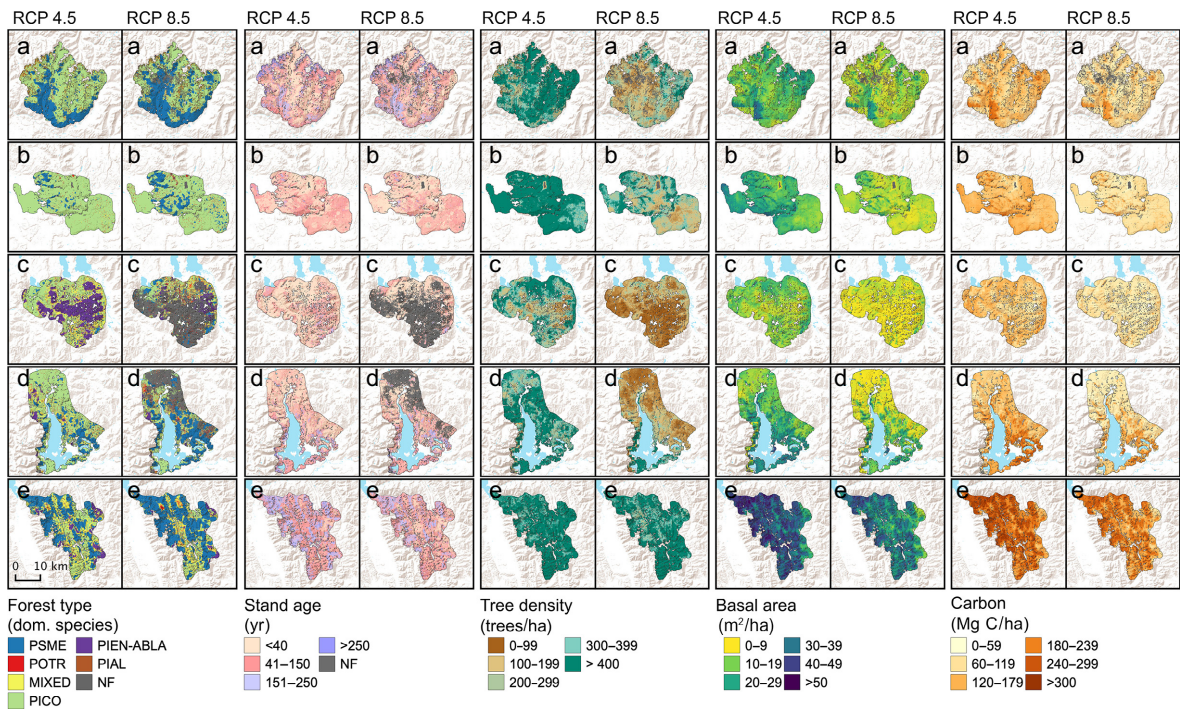 RCP 4.5 RCP 8.5 RCP 4.5 RCP 8.5 RCP 4.5 RCP 8.5 RCP 4.5 RCP 8.5 RCP 4.5 RCP 8.5
a a a a a a a a a a
b b b b b b b b b b
c c c c c c c c c c
d d d d d d d d d d
e e e e e e e e e e
0 10 km
Forest type
(dom. species)
PSME PIEN-ABLA
POTR PIAL
MIXED NF
PICO
Stand age
(yr)
<40 >250
41–150 NF
151–250
Tree density
(trees/ha)
0–99 300–399
100–199 > 400
200–299
Basal area
(m²/ha)
0–9 30–39
10–19 40–49
20–29 >50
Carbon
(Mg C/ha)
0–59 180–239
60–119 240–299
120–179 >300